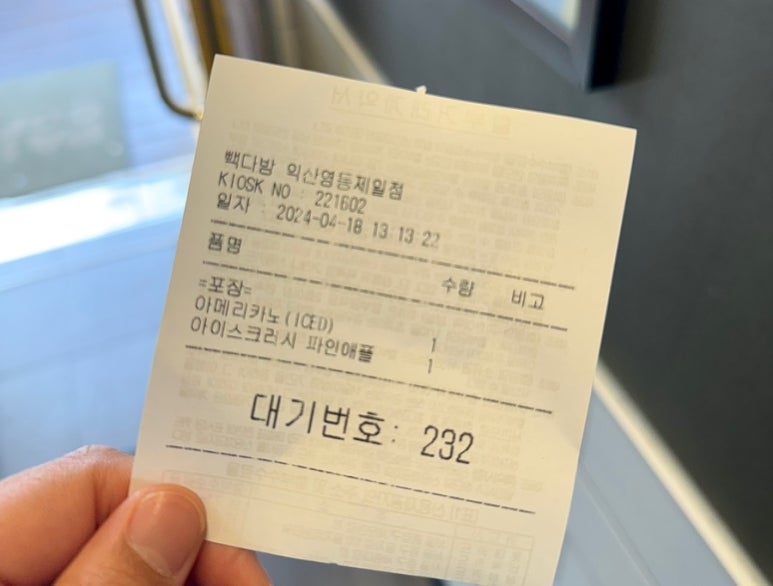 빽다방 익산영등제일점
KIOSK NO : 221602
일자 : 2024-04-18 13:13:22
품명 수량 비고
=포장=
아메리카노(ICED) 1
아이스크러시 파인애플 1
대기번호: 232